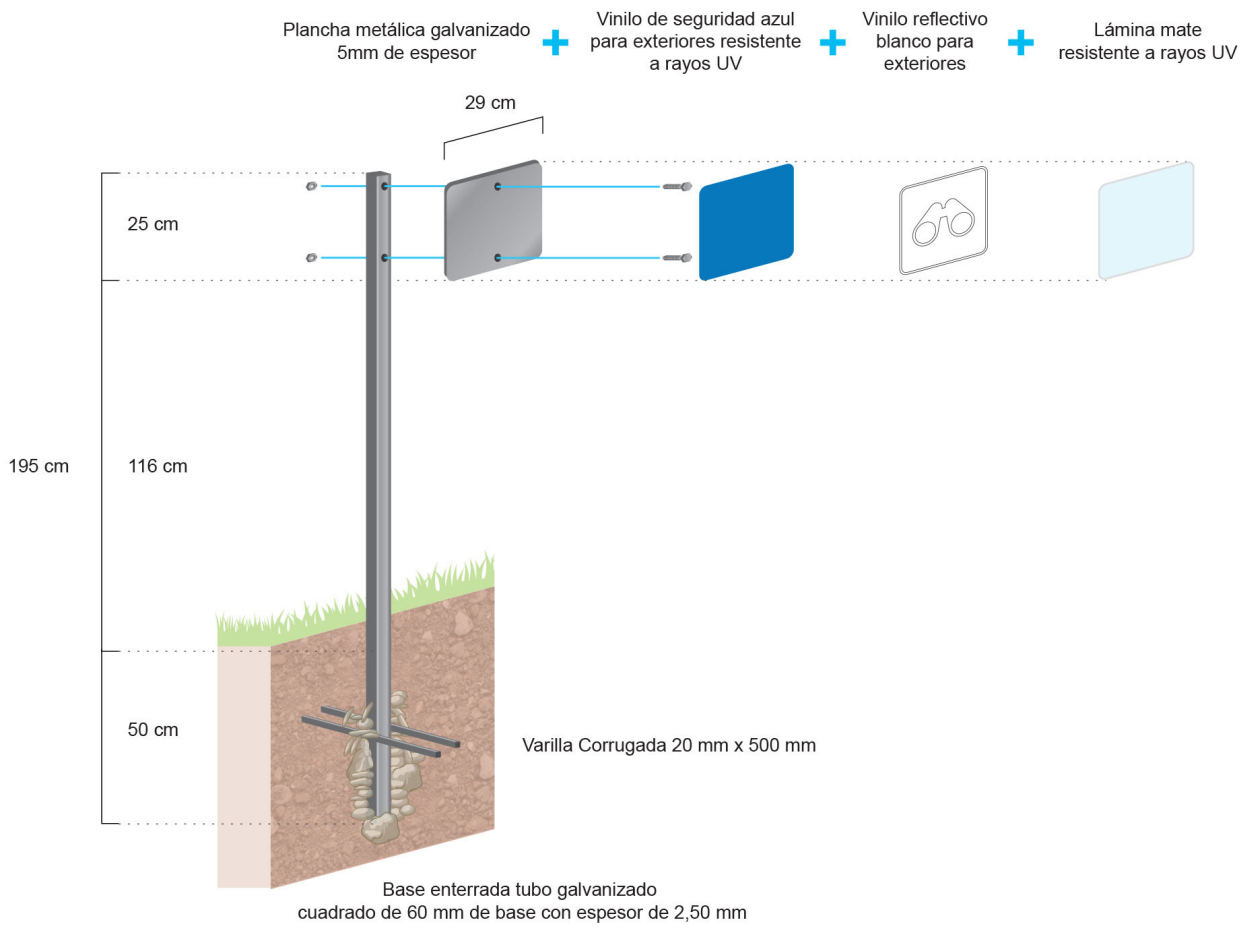 Plancha metálica galvanizado
5mm de espesor
Vinilo de seguridad azul
para exteriores resistente
a rayos UV
Vinilo reflectivo
blanco para
exteriores
Lámina mate
resistente a rayos UV
29 cm
25 cm
195 cm
116 cm
50 cm
Varilla Corrugada 20 mm x 500 mm
Base enterrada tubo galvanizado
cuadrado de 60 mm de base con espesor de 2,50 mm